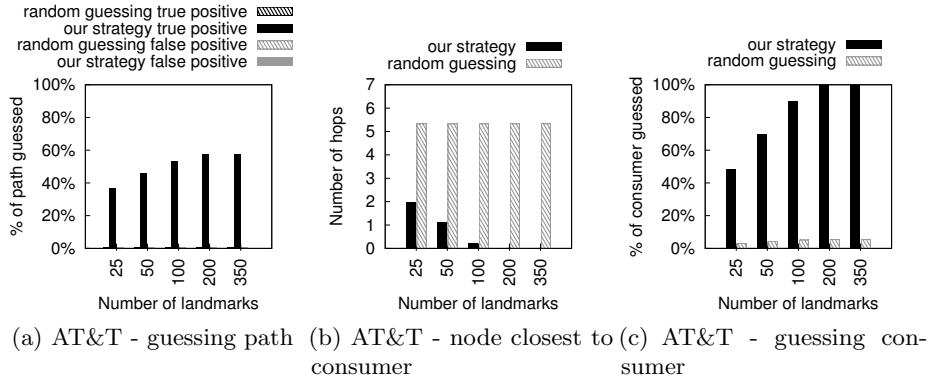 random guessing true positive
our strategy true positive
random guessing false positive
our strategy false positive
100%
80%
60%
40%
20%
0%
% of path guessed
25
50
100
200
350
Number of landmarks
(a) AT&T - guessing path
our strategy
random guessing
7
6
5
4
3
2
1
0
Number of hops
25
50
100
200
350
Number of landmarks
(b) AT&T - node closest to
consumer
our strategy
random guessing
100%
80%
60%
40%
20%
0%
% of consumer guessed
25
50
100
200
350
Number of landmarks
(c) AT&T - guessing con-
sumer